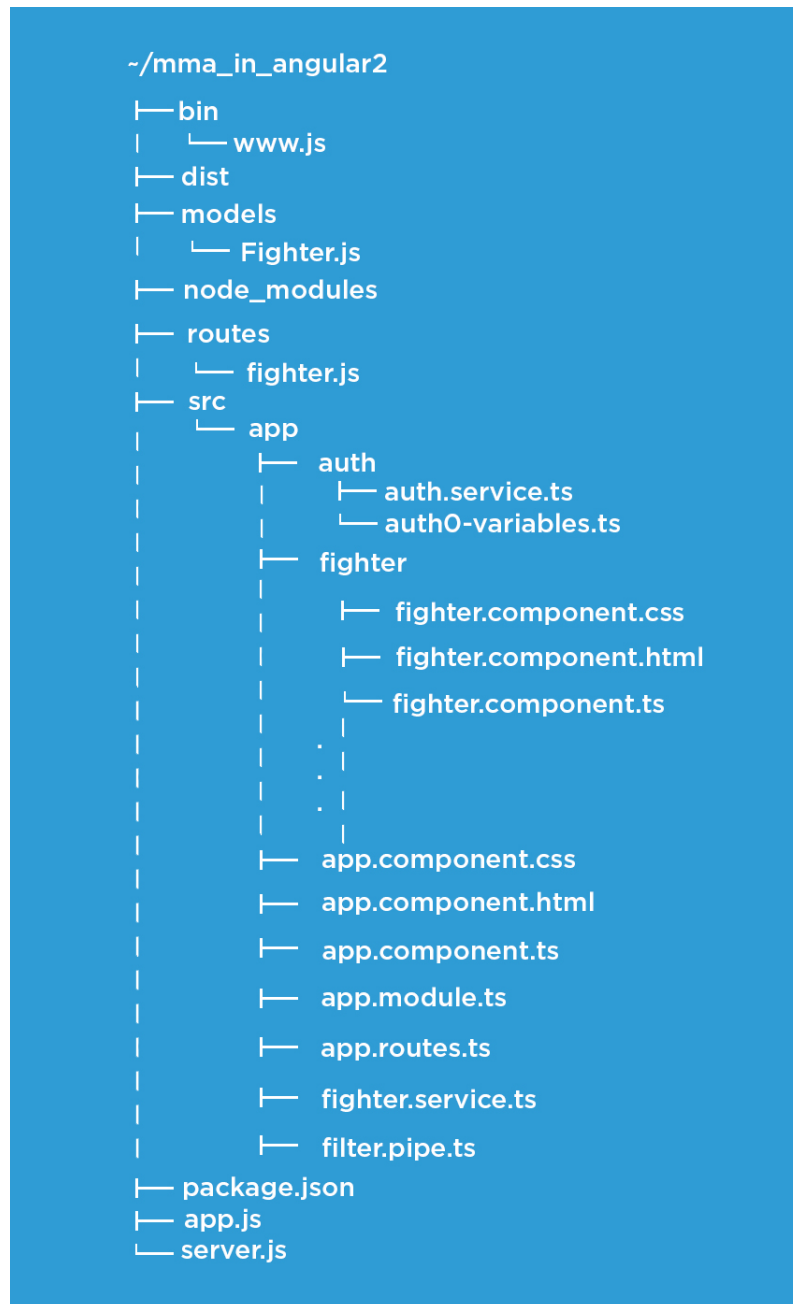 ~/mma_in_angular2
bin
www.js
dist
models
Fighter.js
node_modules
routes
fighter.js
src
app
auth
auth.service.ts
auth0-variables.ts
fighter
fighter.component.css
fighter.component.html
fighter.component.ts
.
.
.
app.component.css
app.component.html
app.component.ts
app.module.ts
app.routes.ts
fighter.service.ts
filter.pipe.ts
package.json
app.js
server.js